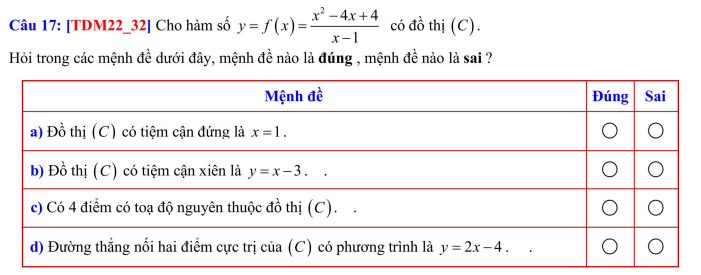 Câu 17: [TDM22_32] Cho hàm số y = f(x) = (x² − 4x + 4)/(x − 1) có đồ thị (C).
Hỏi trong các mệnh đề dưới đây, mệnh đề nào là đúng , mệnh đề nào là sai ?
Mệnh đề Đúng Sai
a) Đồ thị (C) có tiệm cận đứng là x = 1.
b) Đồ thị (C) có tiệm cận xiên là y = x − 3. .
c) Có 4 điểm có toạ độ nguyên thuộc đồ thị (C). .
d) Đường thẳng nối hai điểm cực trị của (C) có phương trình là y = 2x − 4. .